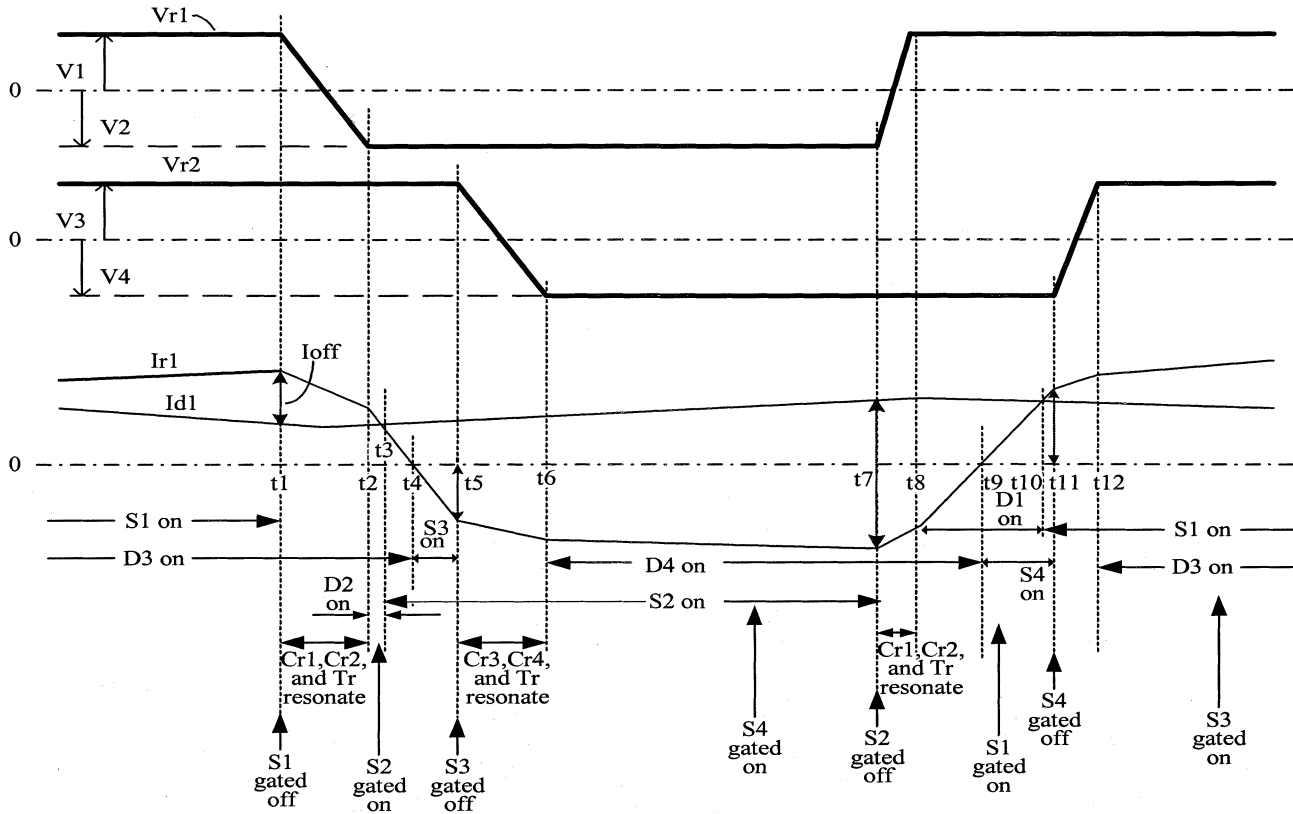 Vr1
V1
0
V2
Vr2
V3
0
V4
Ioff
Ir1
Id1
t3
0
t1
t2
t4
t5
t6
t7
t8
t9
t10
t11
t12
S1 on
S3
on
D1
on
S1 on
D3 on
D4 on
S4
on
D3 on
D2
on
S2 on
Cr1,Cr2,
and Tr
resonate
Cr3,Cr4,
and Tr
resonate
Cr1,Cr2,
and Tr
resonate
S1
gated
off
S2
gated
on
S3
gated
off
S4
gated
on
S2
gated
off
S1
gated
on
S4
gated
off
S3
gated
on